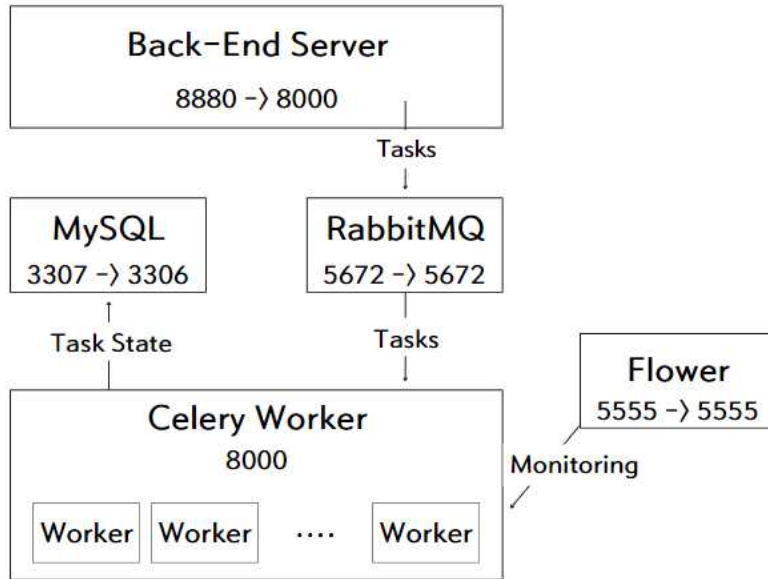 Back-End Server
8880 -> 8000
Tasks
MySQL
3307 -> 3306
RabbitMQ
5672 -> 5672
Task State
Tasks
Flower
5555 -> 5555
Celery Worker
8000
Monitoring
Worker Worker .... Worker